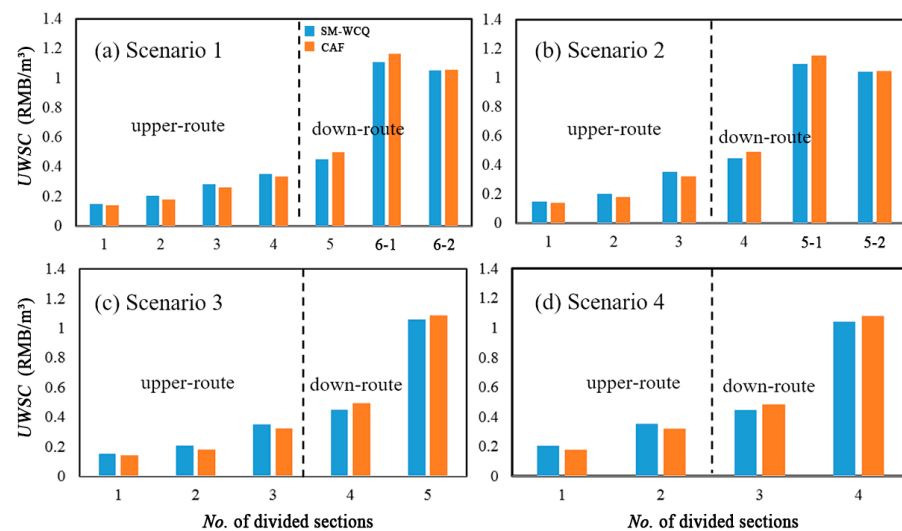 (a) Scenario 1
SM-WCQ
CAF
upper-route
down-route
UWSC (RMB/m³)
1.4
1.2
1
0.8
0.6
0.4
0.2
0
1 2 3 4 5 6-1 6-2
(b) Scenario 2
upper-route
down-route
UWSC (RMB/m³)
1.4
1.2
1
0.8
0.6
0.4
0.2
0
1 2 3 4 5-1 5-2
(c) Scenario 3
upper-route
down-route
UWSC (RMB/m³)
1.4
1.2
1
0.8
0.6
0.4
0.2
0
1 2 3 4 5
No. of divided sections
(d) Scenario 4
upper-route
down-route
UWSC (RMB/m³)
1.4
1.2
1
0.8
0.6
0.4
0.2
0
1 2 3 4
No. of divided sections